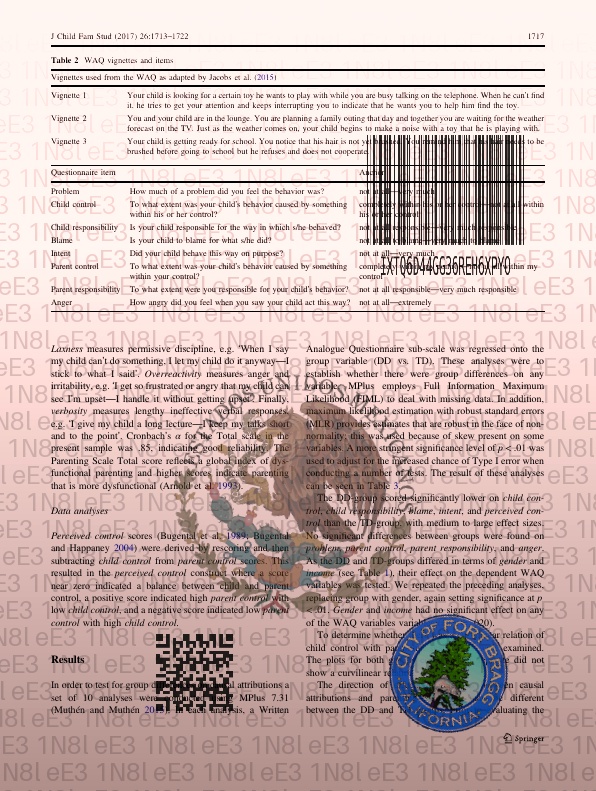 J Child Fam Stud (2017) 26:1713–1722 1717
Table 2 WAQ vignettes and items
Vignettes used from the WAQ as adapted by Jacobs et al. (2015)
Vignette 1 Your child is looking for a certain toy he wants to play with while you are busy talking on the telephone. When he can't find
it, he tries to get your attention and keeps interrupting you to indicate that he wants you to help him find the toy.
Vignette 2 You and your child are in the lounge. You are planning a family outing that day and together you are waiting for the weather
forecast on the TV. Just as the weather comes on, your child begins to make a noise with a toy that he is playing with.
Vignette 3 Your child is getting ready for school. You notice that his hair is not yet to be
brushed before going to school but he refuses and does not cooperate.
Questionnaire item Anchor
Problem How much of a problem did you feel the behavior was? not at all—very much
Child control To what extent was your child's behavior caused by something completely within his or her control—not at all within
within his or her control? his or her control
Child responsibility Is your child responsible for the way in which s/he behaved? not at all responsible—very much responsible
Blame Is your child to blame for what s/he did? not at all
Intent Did your child behave this way on purpose? not at all—very much
Parent control To what extent was your child's behavior caused by something within my
within your control? control
TXTQ6D44GG36REH6XPY0
Parent responsibility To what extent were you responsible for your child's behavior? not at all responsible—very much responsible
Anger How angry did you feel when you saw your child act this way? not at all—extremely
Laxness measures permissive discipline, e.g. 'When I say
my child can't do something, I let my child do it anyway—I
stick to what I said'. Overreactivity measures anger and
irritability, e.g. 'I get so frustrated or angry that my child can
see I'm upset—I handle it without getting upset'. Finally,
verbosity measures lengthy ineffective verbal responses,
e.g. 'I give my child a long lecture—I keep my talks short
and to the point'. Cronbach's α for the Total scale in the
present sample was .85, indicating good reliability. The
Parenting Scale Total score reflects a global index of dys-
functional parenting and higher scores indicate parenting
that is more dysfunctional (Arnold et al. 1993).
Data analyses
Perceived control scores (Bugental et al. 1989; Bugental
and Happaney 2004) were derived by rescoring and then
subtracting child control from parent control scores. This
resulted in the perceived control construct where a score
near zero indicated a balance between child and parent
control, a positive score indicated high parent control with
low child control, and a negative score indicated low parent
control with high child control.
Results
In order to test for group attributions a
set of 10 analyses were conducted using MPlus 7.31
(Muthén and Muthén In each analysis, a Written
Analogue Questionnaire sub-scale was regressed onto the
group variable (DD vs. TD). These analyses were to
establish whether there were group differences on any
variable. MPlus employs Full Information Maximum
Likelihood (FIML) to deal with missing data. In addition,
maximum likelihood estimation with robust standard errors
(MLR) provides estimates that are robust in the face of non-
normality; this was used because of skew present on some
variables. A more stringent significance level of p < .01 was
used to adjust for the increased chance of Type I error when
conducting a number of tests. The result of these analyses
can be seen in Table 3.
The DD-group scored significantly lower on child con-
trol, child responsibility, blame, intent, and perceived con-
trol than the TD-group, with medium to large effect sizes.
No significant differences between groups were found on
problem, parent control, parent responsibility, and anger.
As the DD and TD groups differed in terms of gender and
income (see Table 1), their effect on the dependent WAQ
variables was tested. We repeated the preceding analyses,
replacing group with gender, again setting significance at p
< .01. Gender and income had no significant effect on any
of the WAQ variables
To determine whether relation of
child control with examined.
The plots for both did not
show a curvilinear
The direction of causal
attributions and different
between the DD and evaluating the
CITY OF FORT BRAGG
CALIFORNIA
Springer
1N8l eE3